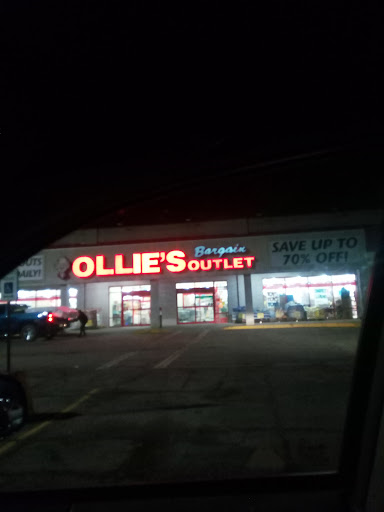 Bargain
OLLIE'S OUTLET
SAVE UP TO
70% OFF!